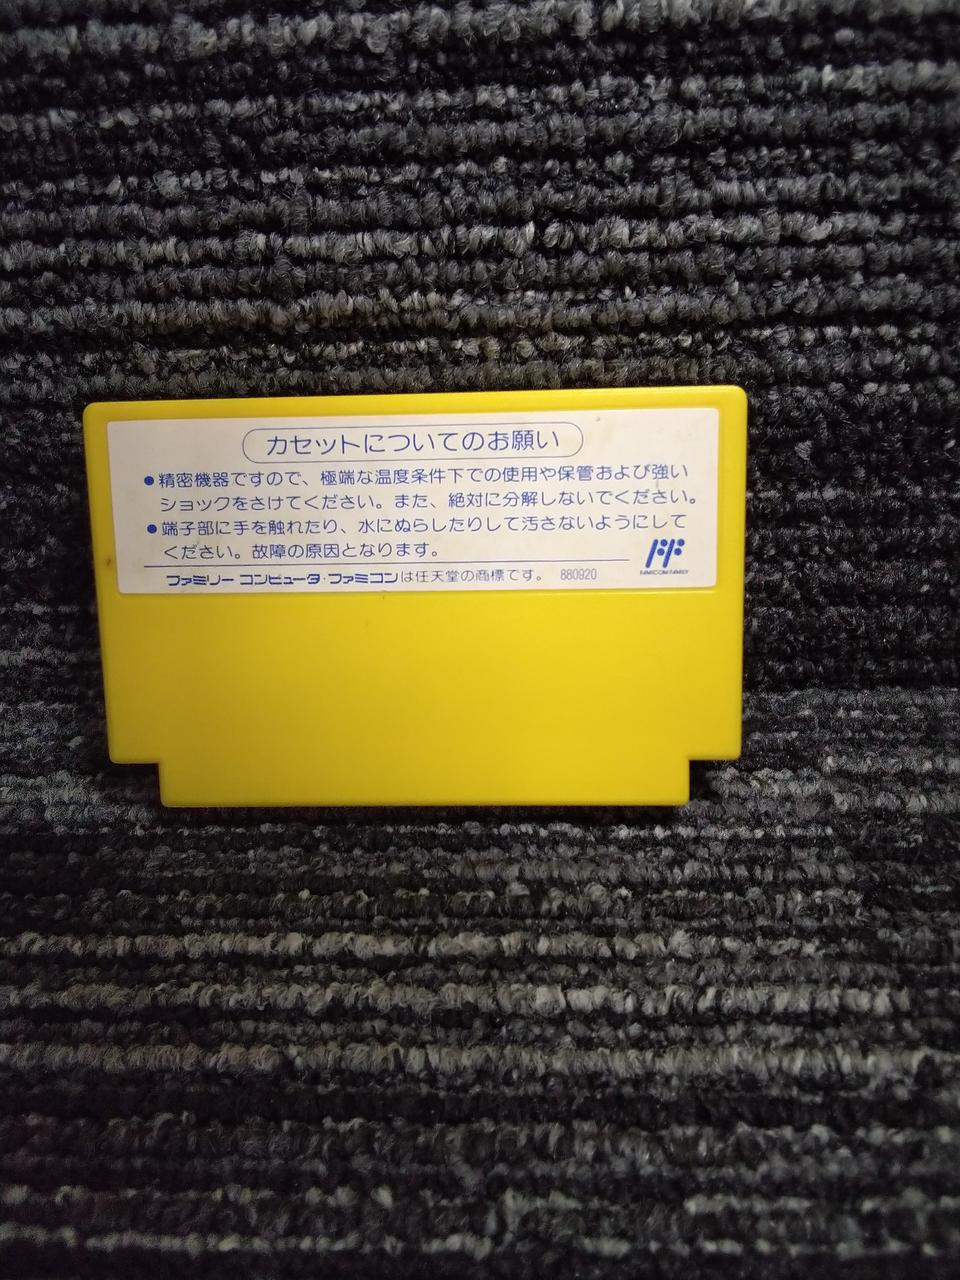 カセットについてのお願い
●精密機器ですので、極端な温度条件下での使用や保管および強い
ショックをさけてください。また、絶対に分解しないでください。
●端子部に手を触れたり、水にぬらしたりして汚さないようにして
ください。故障の原因となります。
FAMICOM FAMILY
ファミリー コンピュータ・ファミコンは任天堂の商標です。 880920